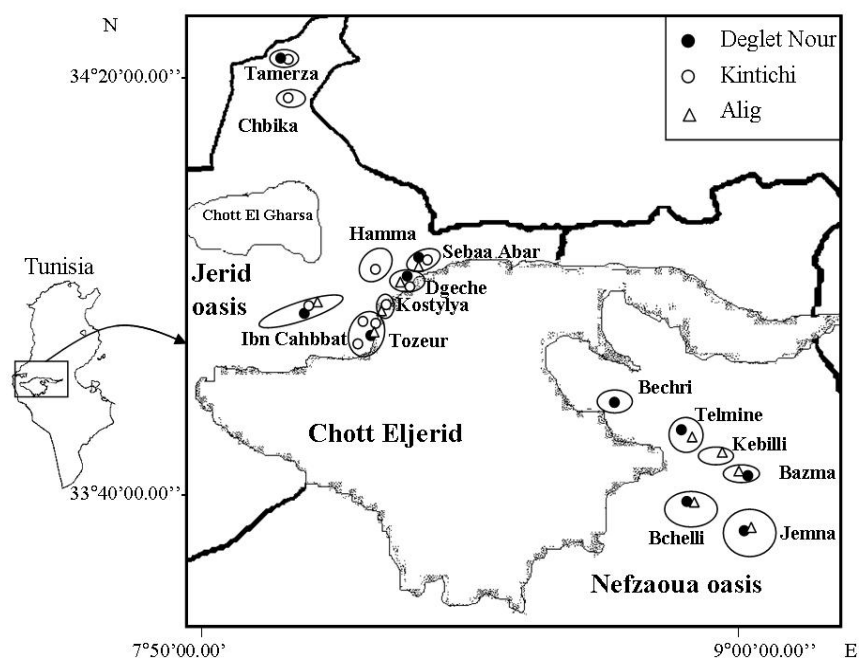 N
34°20’00.00’’
Deglet Nour
Kintichi
Alig
Tamerza
Chbika
Chott El Gharsa
Hamma
Sebaa Abar
Jerid
oasis
Dgeche
Kostylya
Tunisia
Ibn Cahbbat
Tozeur
Bechri
Chott Eljerid
Telmine
Kebilli
Bazma
33°40’00.00’’
Bchelli
Jemna
Nefzaoua oasis
7°50’00.00’
9°00’00.00’’
E